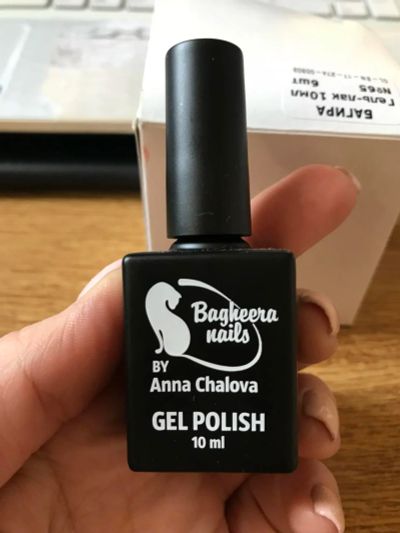 БАГИРА
Гель-лак 10мл
№65
6шт
Bagheera
nails
BY
Anna Chalova
GEL POLISH
10 ml